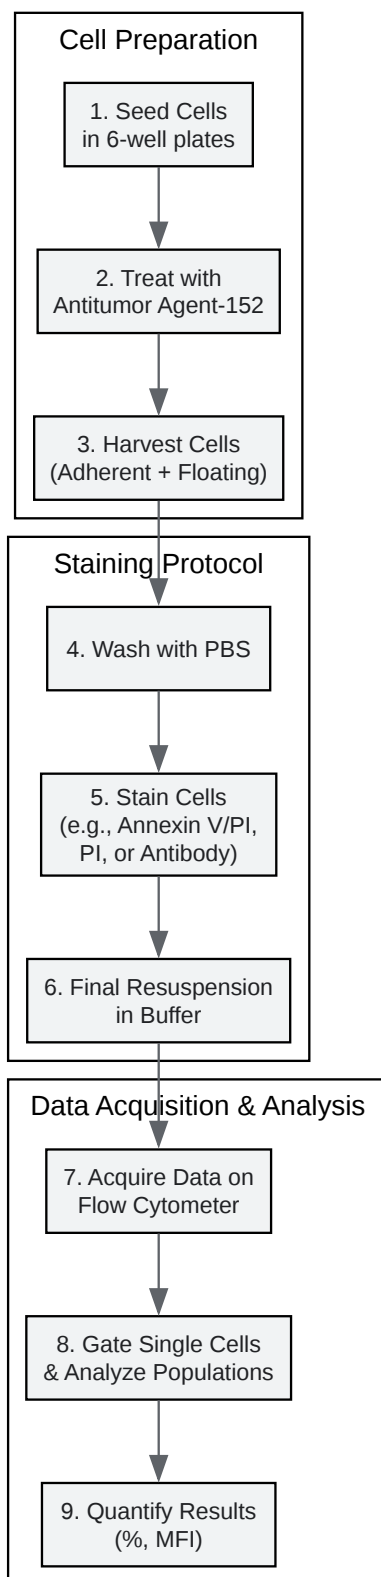 Cell Preparation
1. Seed Cells
in 6-well plates
2. Treat with
Antitumor Agent-152
3. Harvest Cells
(Adherent + Floating)
Staining Protocol
4. Wash with PBS
5. Stain Cells
(e.g., Annexin V/PI,
PI, or Antibody)
6. Final Resuspension
in Buffer
Data Acquisition & Analysis
7. Acquire Data on
Flow Cytometer
8. Gate Single Cells
& Analyze Populations
9. Quantify Results
(%, MFI)